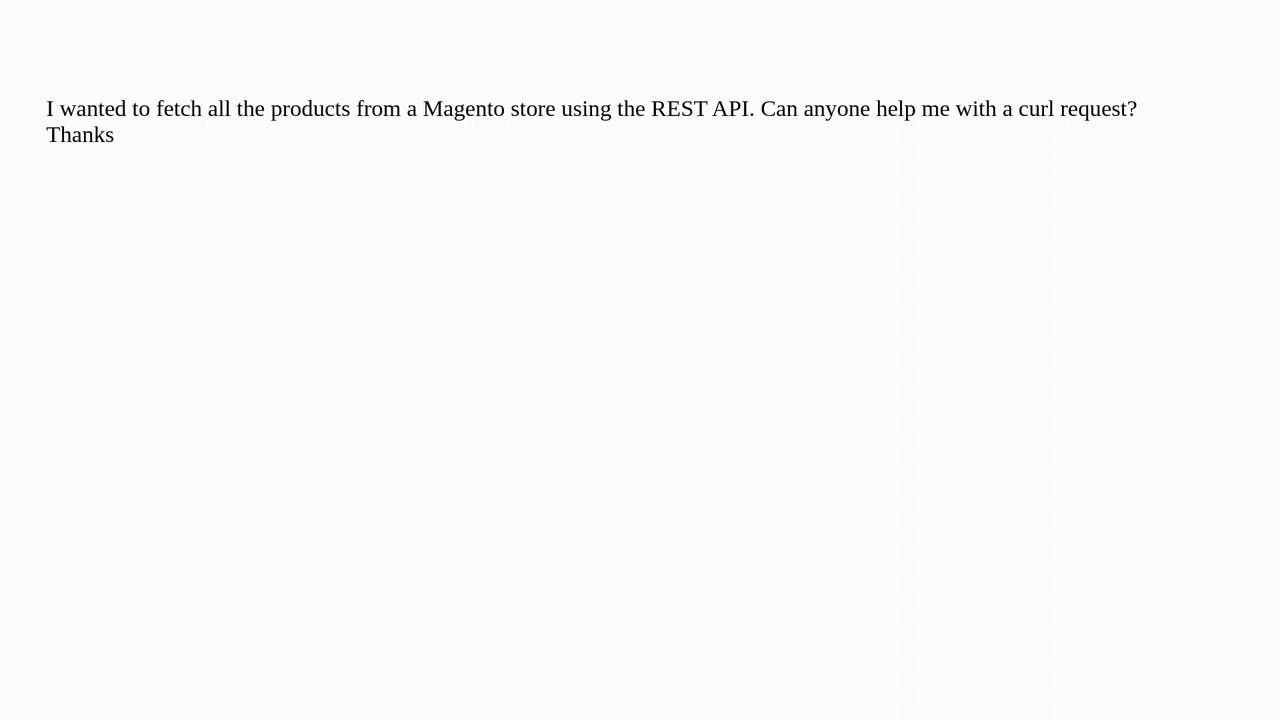 I wanted to fetch all the products from a Magento store using the REST API. Can anyone help me with a curl request?
Thanks